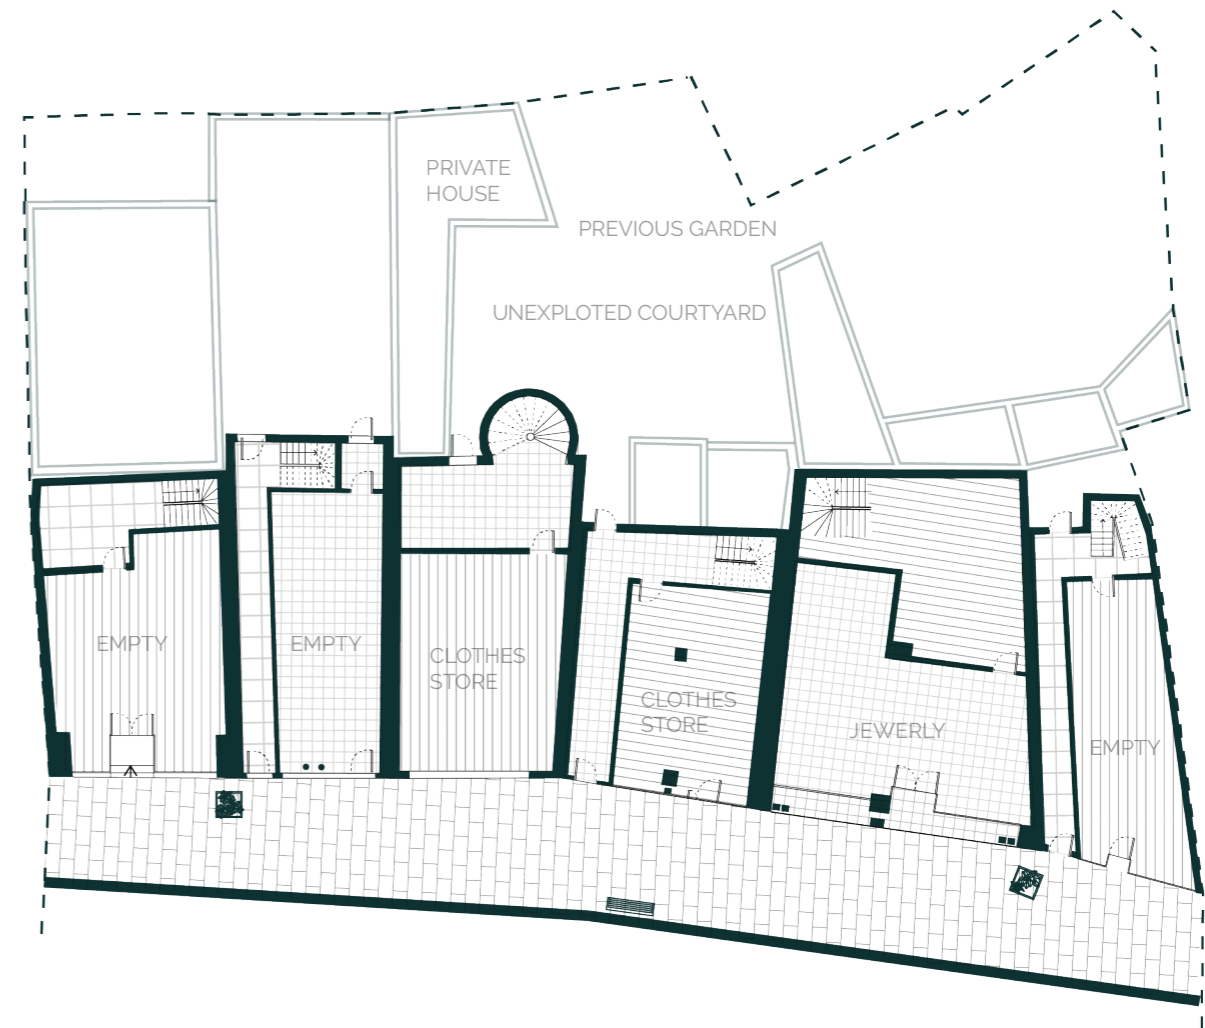 PRIVATE
HOUSE
PREVIOUS GARDEN
UNEXPLOTED COURTYARD
EMPTY
EMPTY
CLOTHES
STORE
CLOTHES
STORE
JEWERLY
EMPTY